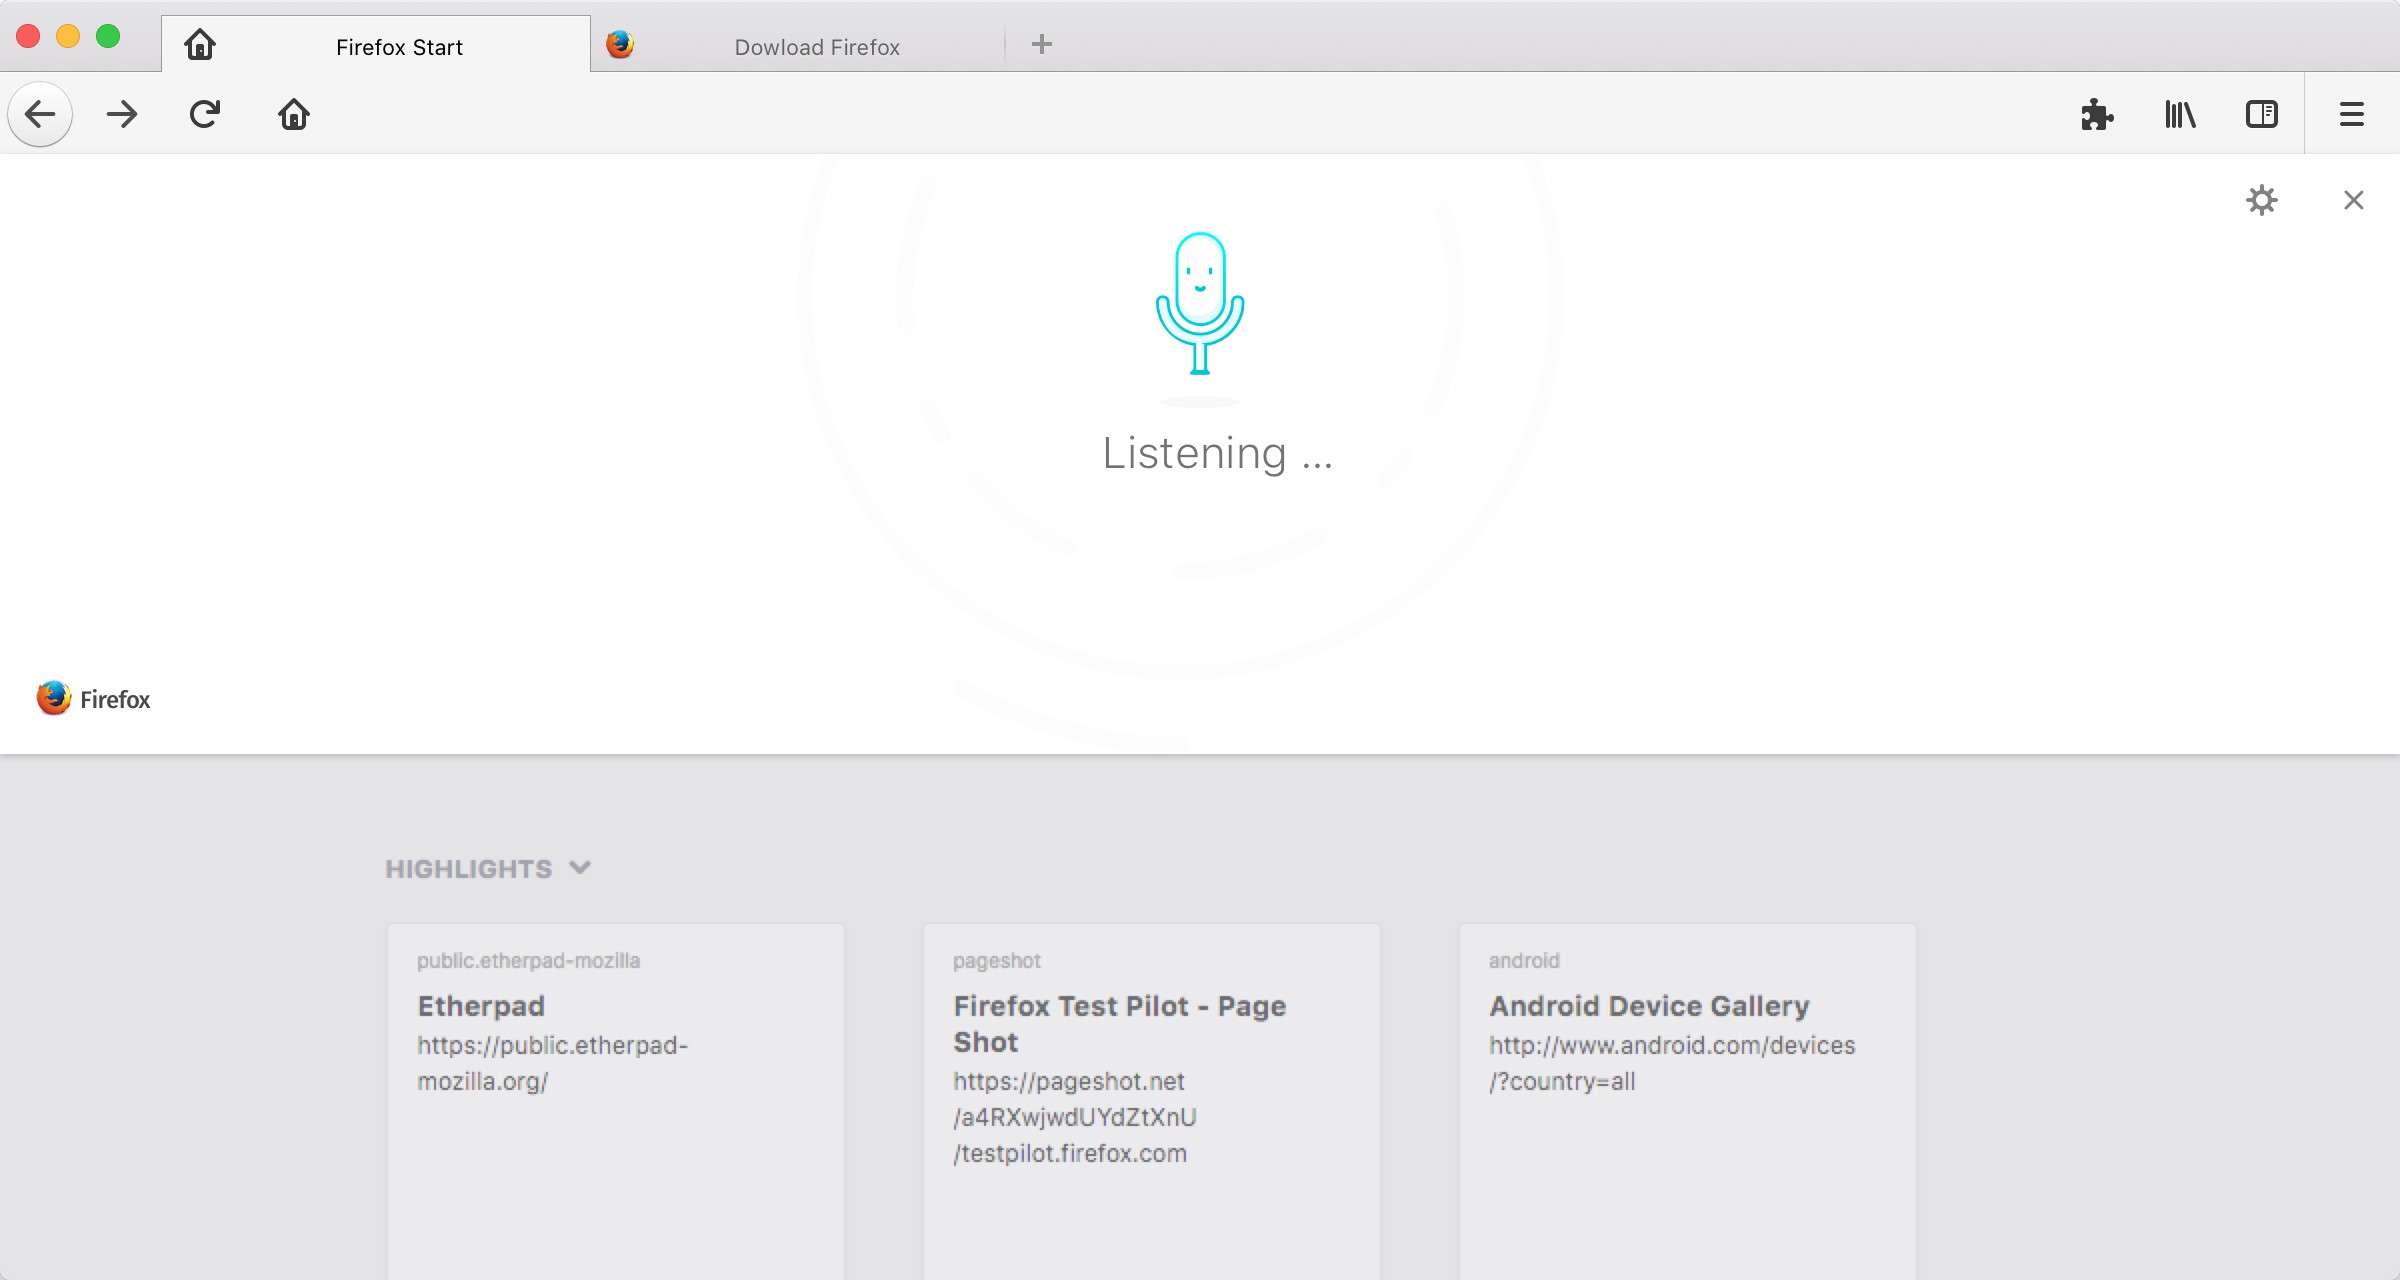 Firefox Start
Dowload Firefox
Listening ...
Firefox
HIGHLIGHTS
public.etherpad-mozilla
Etherpad
https://public.etherpad-
mozilla.org/
pageshot
Firefox Test Pilot - Page
Shot
https://pageshot.net
/a4RXwjwdUYdZtXnU
/testpilot.firefox.com
android
Android Device Gallery
http://www.android.com/devices
/?country=all